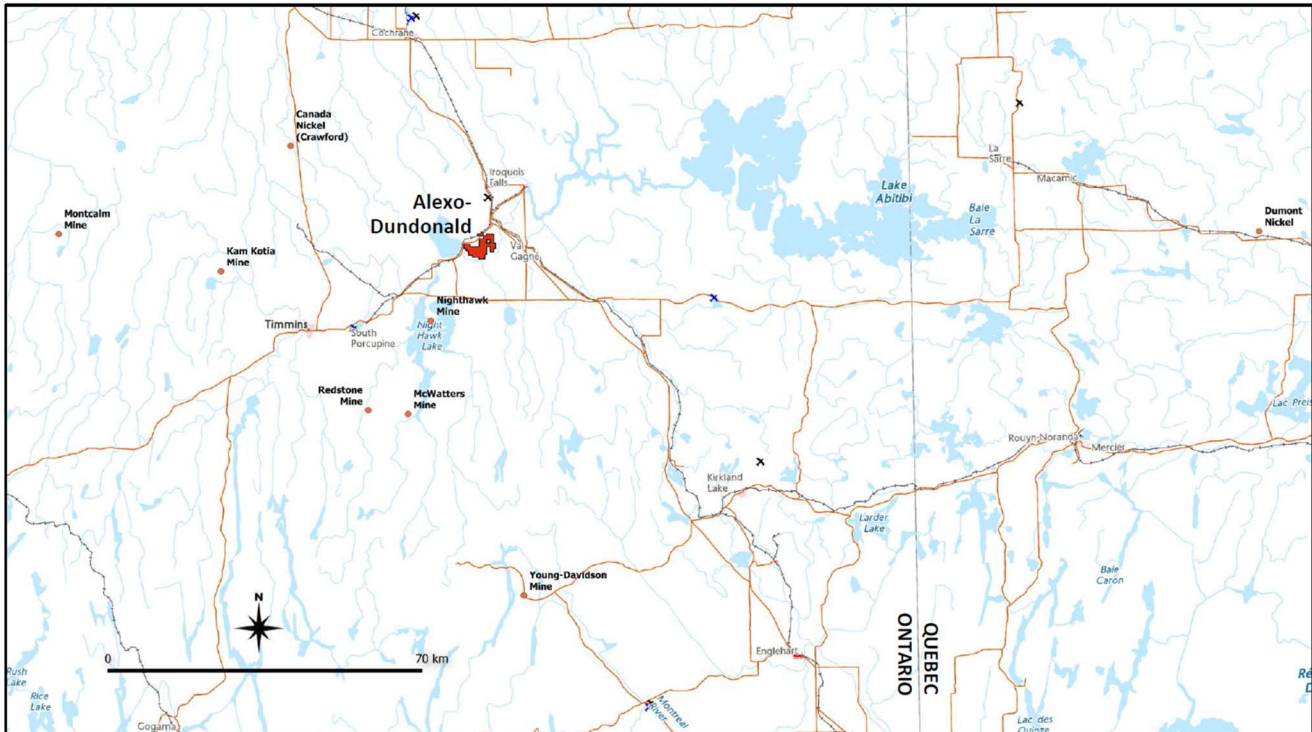 Cochrane
Canada
Nickel
(Crawford)
La
Sarre
Macamic
Iroquois
Falls
Lake
Abitibi
Alexo-
Dundonald
Baie
La
Sarre
Dumont
Nickel
Montcalm
Mine
Val
Gagne
Kam Kotia
Mine
Nighthawk
Mine
Timmins
South
Porcupine
Night
Hawk
Lake
Redstone
Mine
McWatters
Mine
Lac Preis
Rouyn-Noranda
Mercier
Kirkland
Lake
Larder
Lake
Young-Davidson
Mine
Baie
Caron
N
0
70 km
ONTARIO
QUEBEC
Englehart
Rush
Lake
Rice
Lake
Montreal
River
Gogama
Lac des
Quinze